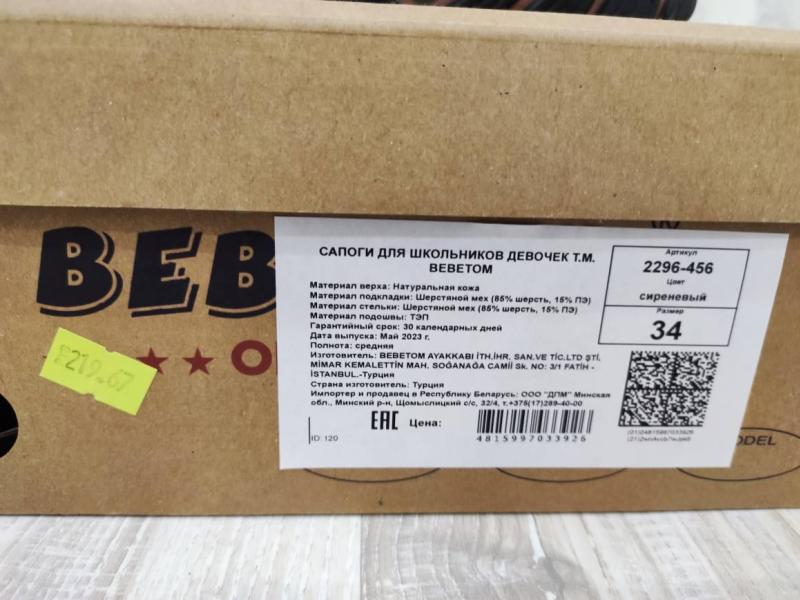 BEB
219.67
★ ★ O
САПОГИ ДЛЯ ШКОЛЬНИКОВ ДЕВОЧЕК Т.М.
BEBETOM
Материал верха: Натуральная кожа
Материал подкладки: Шерстяной мех (85% шерсть, 15% ПЭ)
Материал стельки: Шерстяной мех (85% шерсть, 15% ПЭ)
Материал подошвы: ТЭП
Гарантийный срок: 30 календарных дней
Дата выпуска: Май 2023 г.
Полнота: средняя
Изготовитель: BEBETOM AYAKKABI İTH.İHR. SAN.VE TİC.LTD ŞTİ.
MİMAR KEMALETTİN MAH. SOĞANAĞA CAMİİ Sk. NO: 3/1 FATİH -
İSTANBUL.-Турция
Страна изготовитель: Турция
Импортер и продавец в Республику Беларусь: ООО "ДПМ" Минская
обл., Минский р-н, Щомыслицкий с/с, 32/4, т.+375(17)289-40-00
EAC Цена:
ID: 120
4815997033926
Артикул
2296-456
Цвет
сиреневый
Размер
34
MODEL